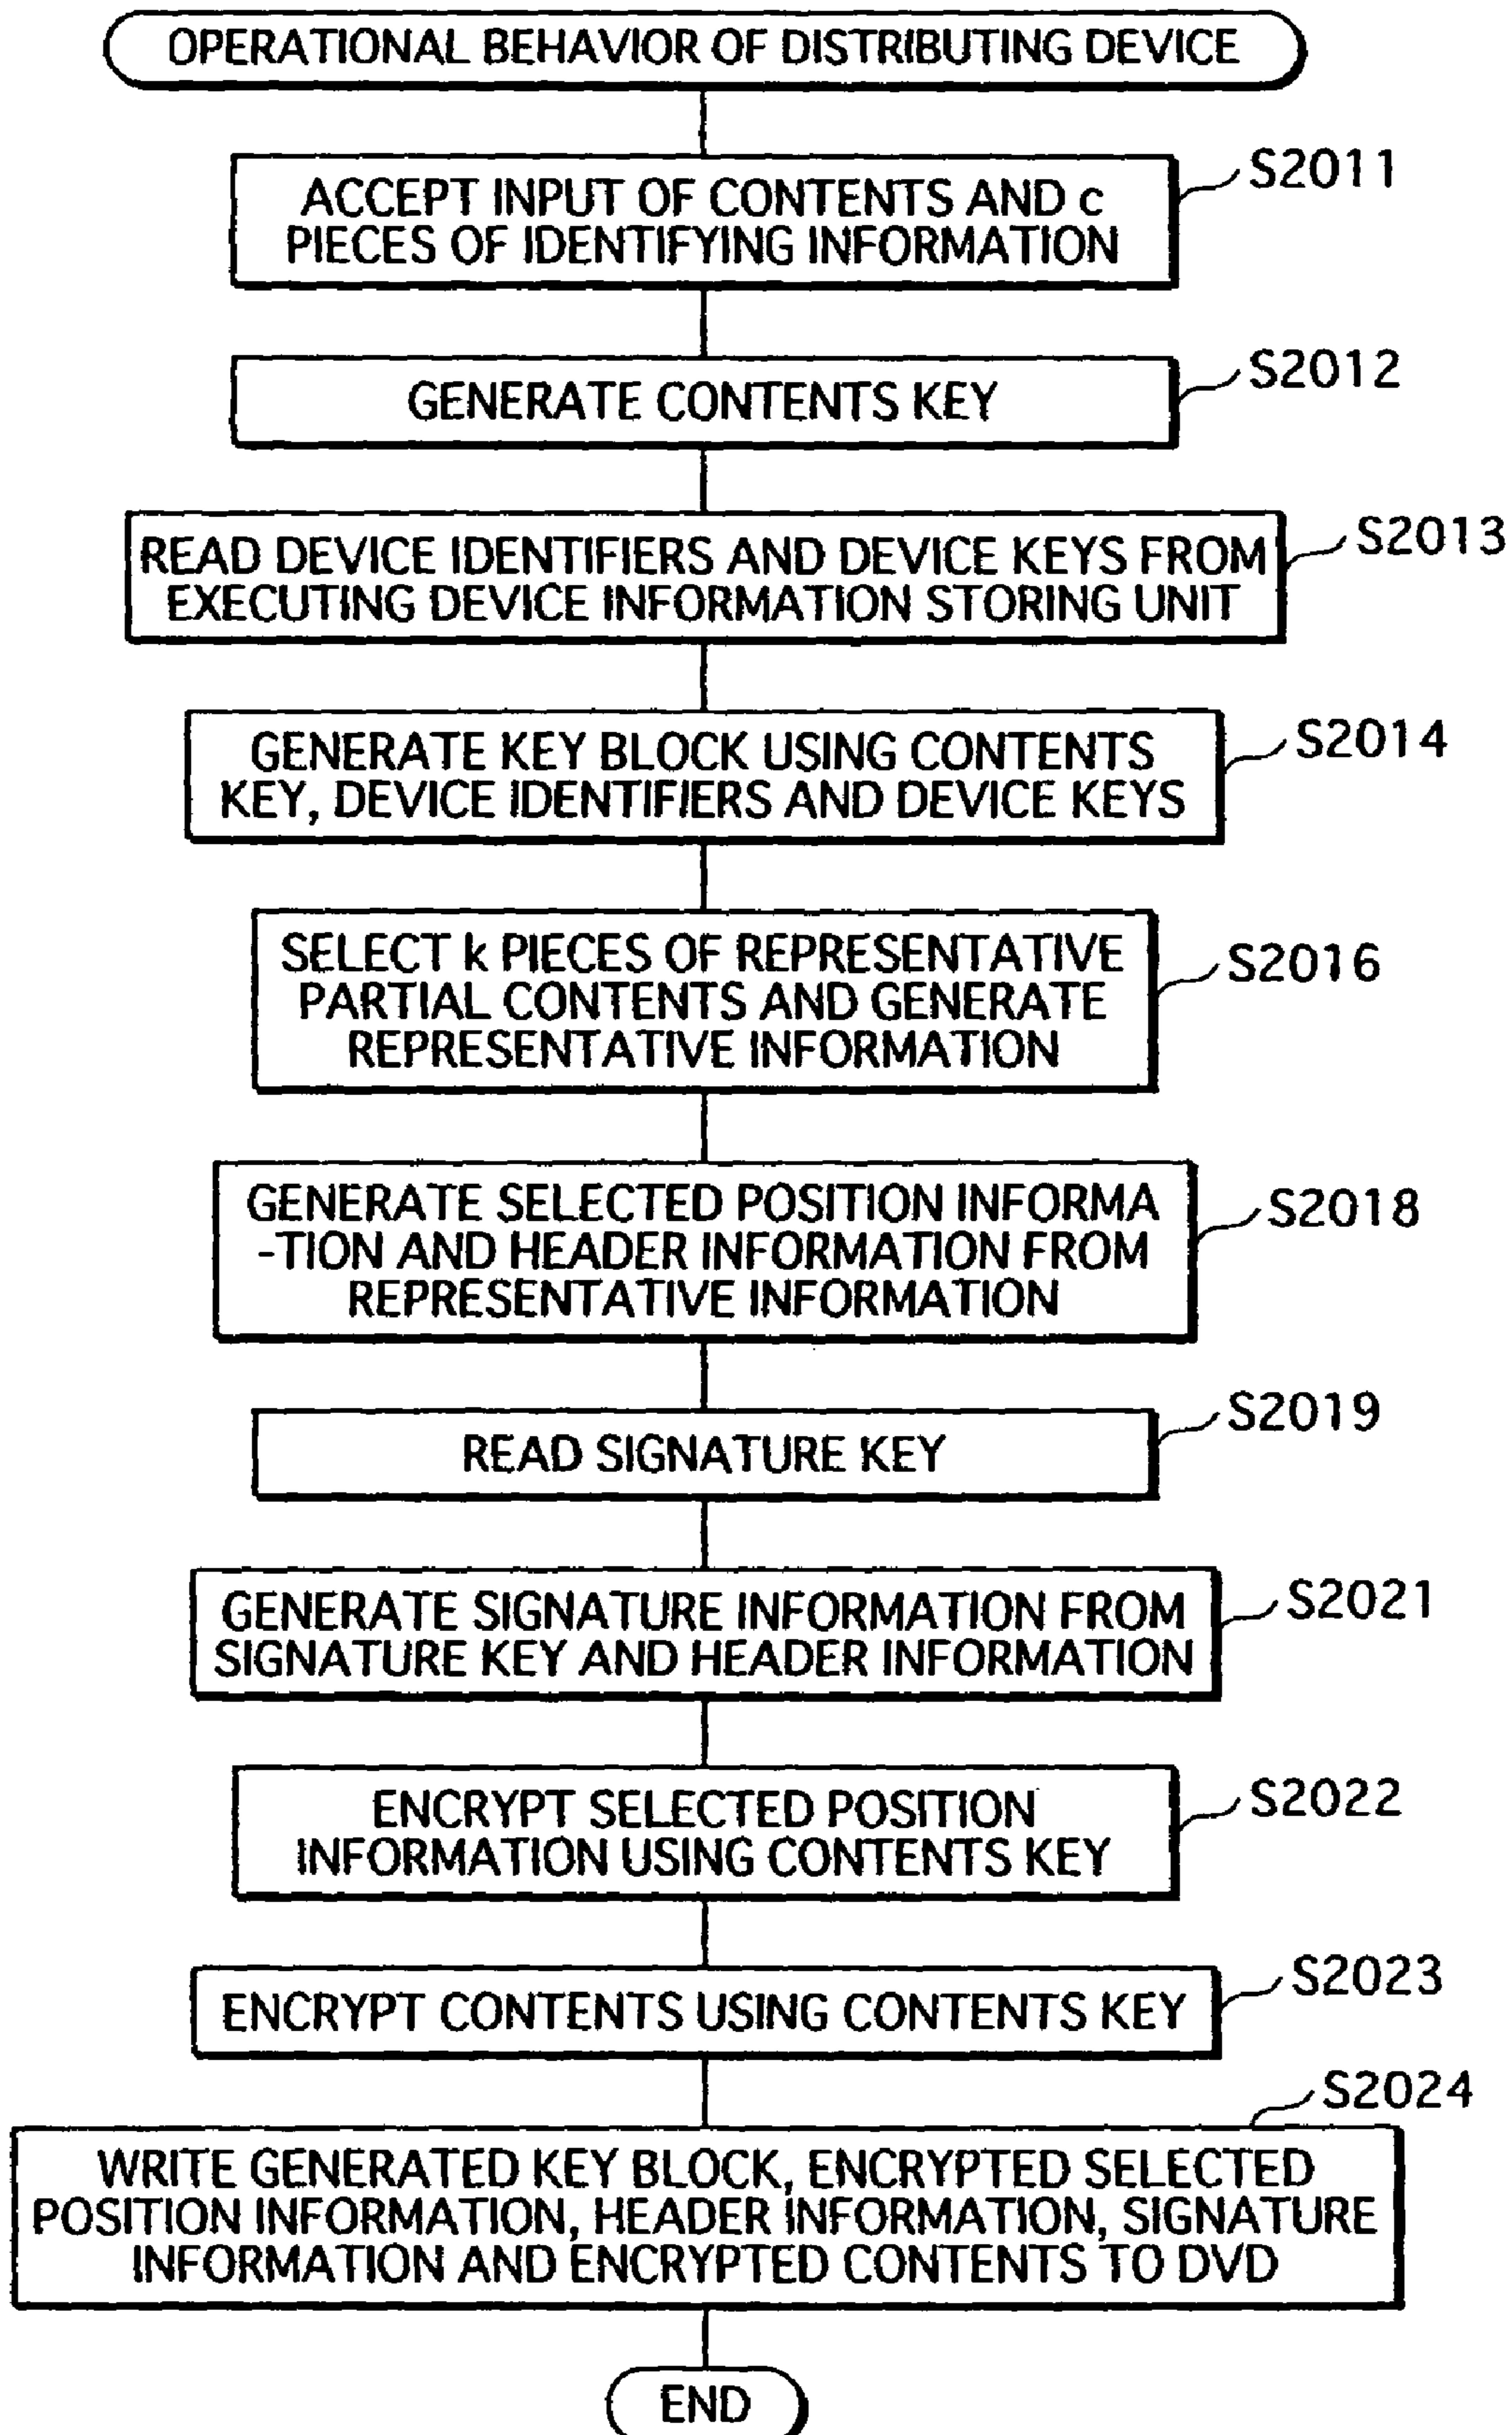 OPERATIONAL BEHAVIOR OF DISTRIBUTING DEVICE
S2011
ACCEPT INPUT OF CONTENTS AND c
PIECES OF IDENTIFYING INFORMATION
S2012
GENERATE CONTENTS KEY
S2013
READ DEVICE IDENTIFIERS AND DEVICE KEYS FROM
EXECUTING DEVICE INFORMATION STORING UNIT
S2014
GENERATE KEY BLOCK USING CONTENTS
KEY, DEVICE IDENTIFIERS AND DEVICE KEYS
S2016
SELECT k PIECES OF REPRESENTATIVE
PARTIAL CONTENTS AND GENERATE
REPRESENTATIVE INFORMATION
S2018
GENERATE SELECTED POSITION INFORMA
-TION AND HEADER INFORMATION FROM
REPRESENTATIVE INFORMATION
S2019
READ SIGNATURE KEY
S2021
GENERATE SIGNATURE INFORMATION FROM
SIGNATURE KEY AND HEADER INFORMATION
S2022
ENCRYPT SELECTED POSITION
INFORMATION USING CONTENTS KEY
S2023
ENCRYPT CONTENTS USING CONTENTS KEY
S2024
WRITE GENERATED KEY BLOCK, ENCRYPTED SELECTED
POSITION INFORMATION, HEADER INFORMATION, SIGNATURE
INFORMATION AND ENCRYPTED CONTENTS TO DVD
END